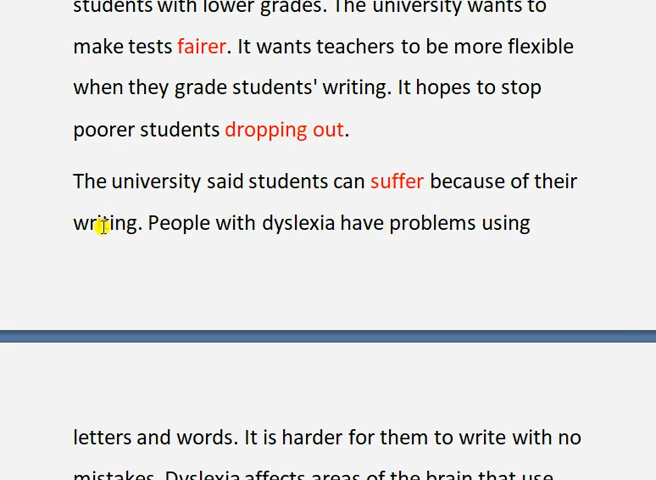 students with lower grades. The university wants to
make tests fairer. It wants teachers to be more flexible
when they grade students' writing. It hopes to stop
poorer students dropping out.
The university said students can suffer because of their
writing. People with dyslexia have problems using
letters and words. It is harder for them to write with no
mistakes. Dyslexia affects areas of the brain that use